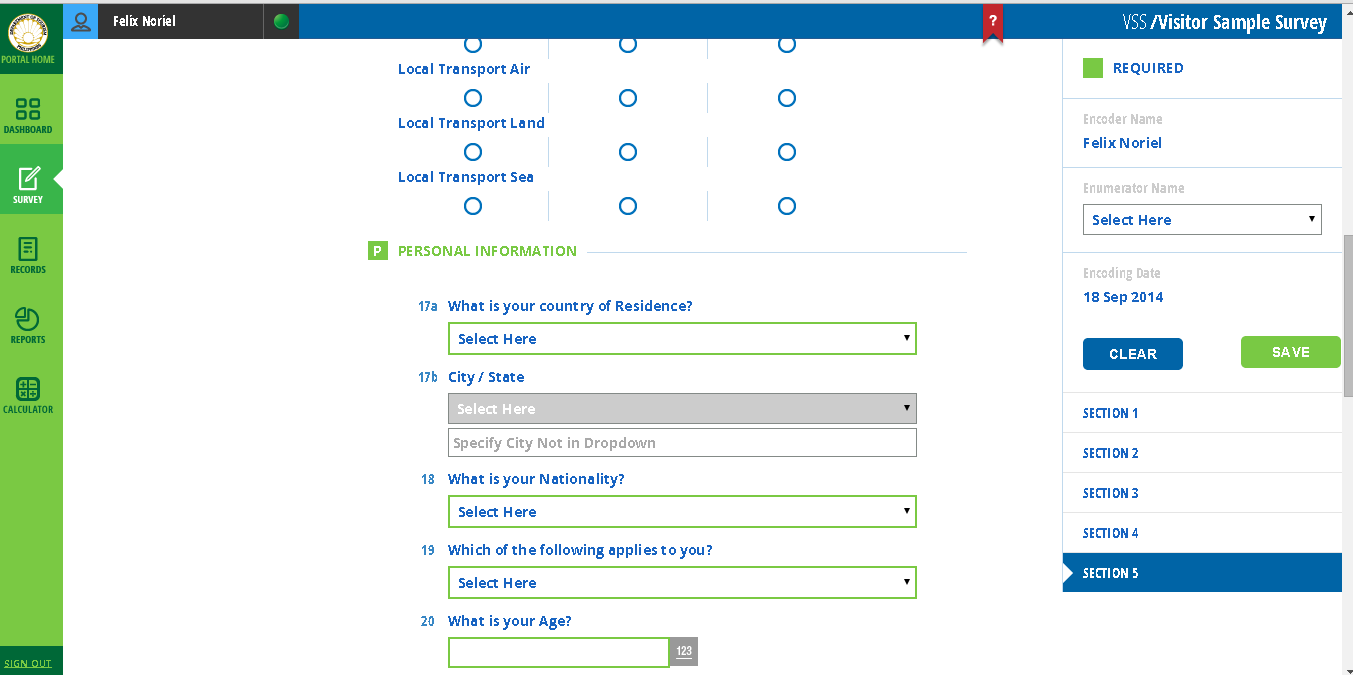 Felix Noriel
?
VSS /Visitor Sample Survey
DEPARTMENT OF TOURISM
PHILIPPINES
PORTAL HOME
DASHBOARD
SURVEY
RECORDS
REPORTS
CALCULATOR
SIGN OUT
Local Transport Air
Local Transport Land
Local Transport Sea
P PERSONAL INFORMATION
17a What is your country of Residence?
Select Here
17b City / State
Select Here
Specify City Not in Dropdown
18 What is your Nationality?
Select Here
19 Which of the following applies to you?
Select Here
20 What is your Age?
123
REQUIRED
Encoder Name
Felix Noriel
Enumerator Name
Select Here
Encoding Date
18 Sep 2014
CLEAR SAVE
SECTION 1
SECTION 2
SECTION 3
SECTION 4
SECTION 5